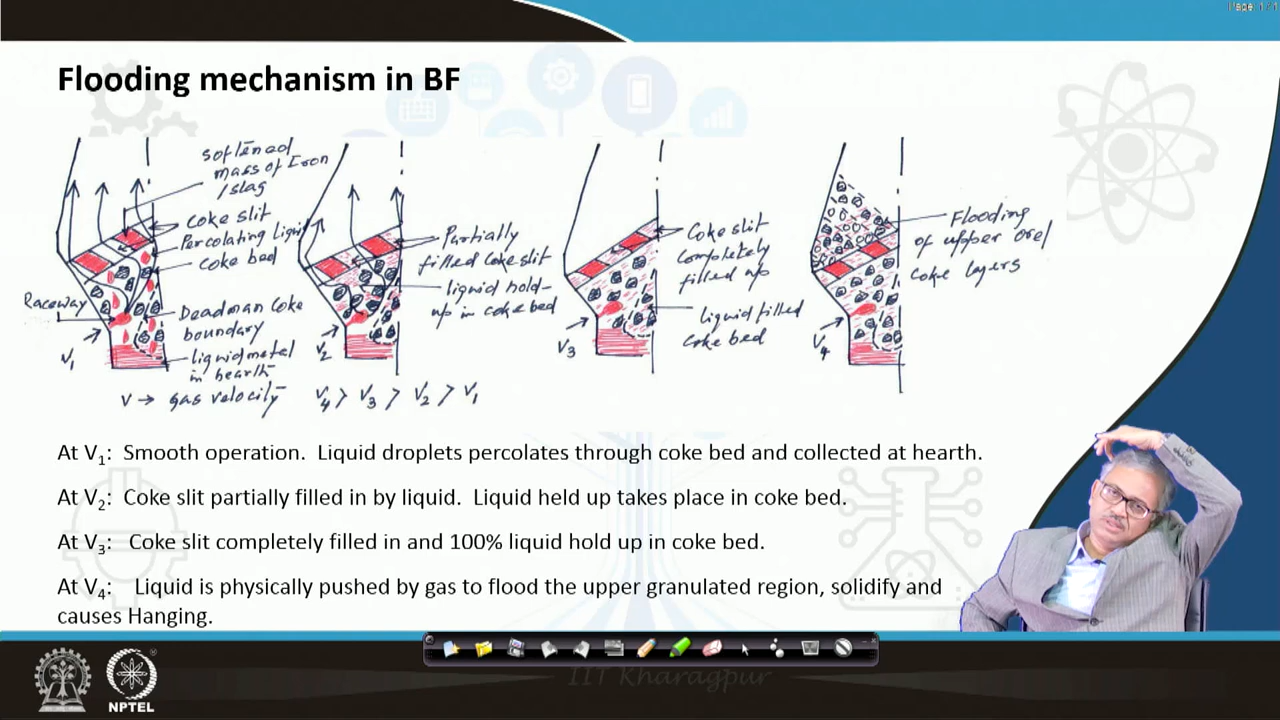 Page 1/1
Flooding mechanism in BF
softened
mass of Iron
/slag
coke slit
Percolating liquid
coke bed
Raceway
Deadman Coke
boundary
liquid metal
in hearth
V1
V → gas velocity
Partially
filled coke slit
liquid hold-
up in coke bed
V2
V4 > V3 > V2 > V1
Coke slit
completely
filled up
liquid filled
coke bed
V3
Flooding
of upper ore/
coke layers
V4
At V1: Smooth operation. Liquid droplets percolates through coke bed and collected at hearth.
At V2: Coke slit partially filled in by liquid. Liquid held up takes place in coke bed.
At V3: Coke slit completely filled in and 100% liquid hold up in coke bed.
At V4: Liquid is physically pushed by gas to flood the upper granulated region, solidify and
causes Hanging.
NPTEL
IIT Kharagpur